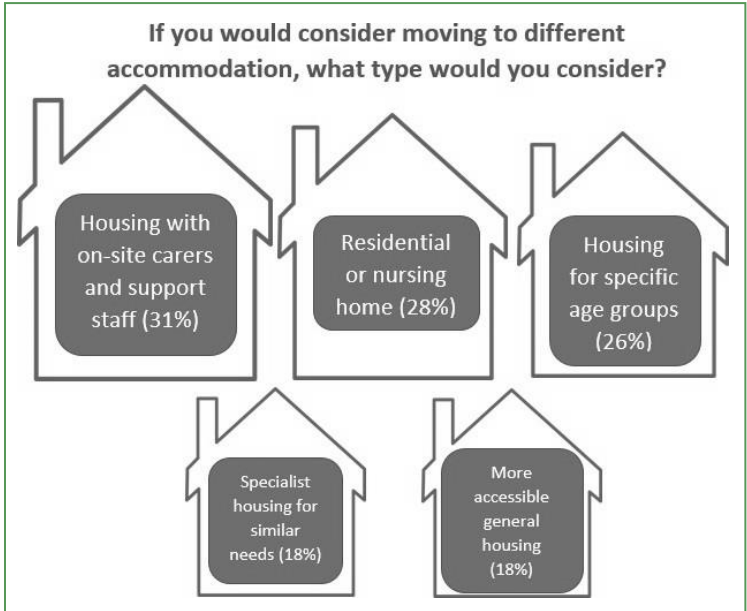 If you would consider moving to different
accommodation, what type would you consider?
Housing with
on-site carers
and support
staff (31%)
Residential
or nursing
home (28%)
Housing
for specific
age groups
(26%)
Specialist
housing for
similar
needs (18%)
More
accessible
general
housing
(18%)